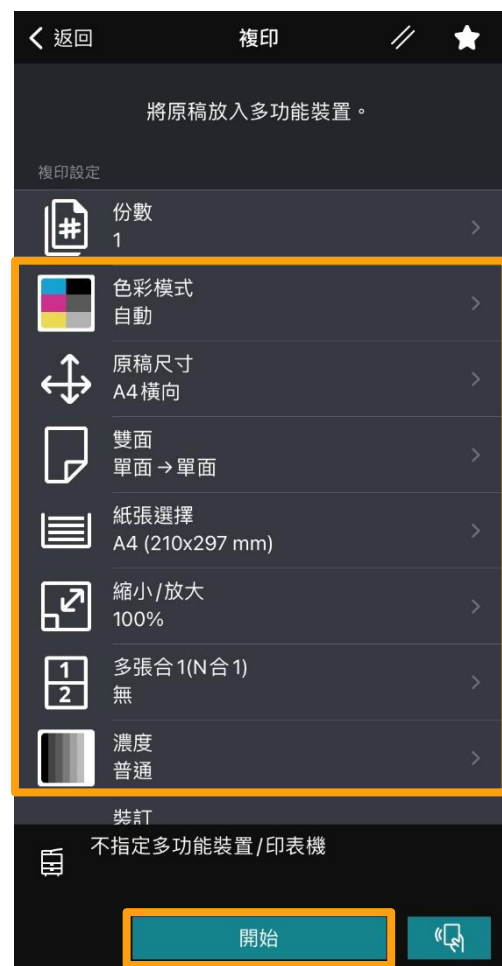 返回
複印
將原稿放入多功能裝置。
複印設定
#
份數
1
色彩模式
自動
原稿尺寸
A4橫向
雙面
單面→單面
紙張選擇
A4 (210x297 mm)
縮小/放大
100%
1
2
多張合1(N合1)
無
濃度
普通
裝訂
不指定多功能裝置/印表機
開始